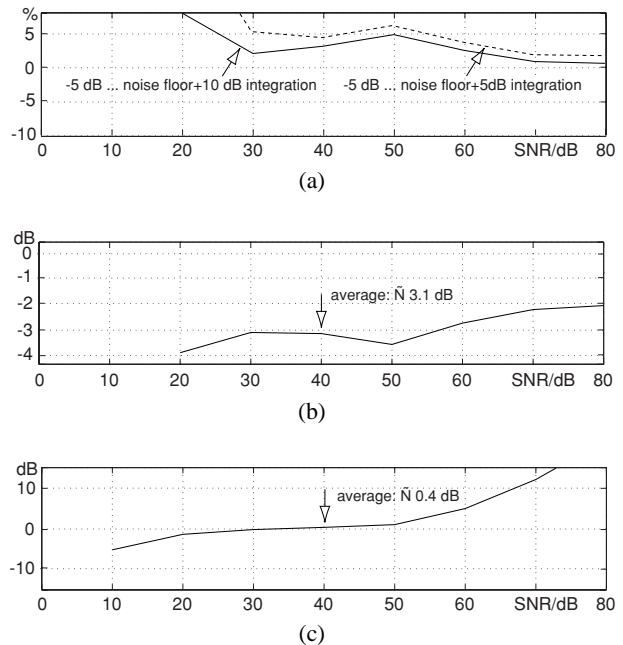 %
5
0
-5
-10
-5 dB ... noise floor+10 dB integration
-5 dB ... noise floor+5dB integration
0 10 20 30 40 50 60 SNR/dB 80
(a)
dB
0
-1
-2
-3
-4
average: Ñ 3.1 dB
0 10 20 30 40 50 60 SNR/dB 80
(b)
dB
10
0
-10
average: Ñ 0.4 dB
0 10 20 30 40 50 60 SNR/dB 80
(c)